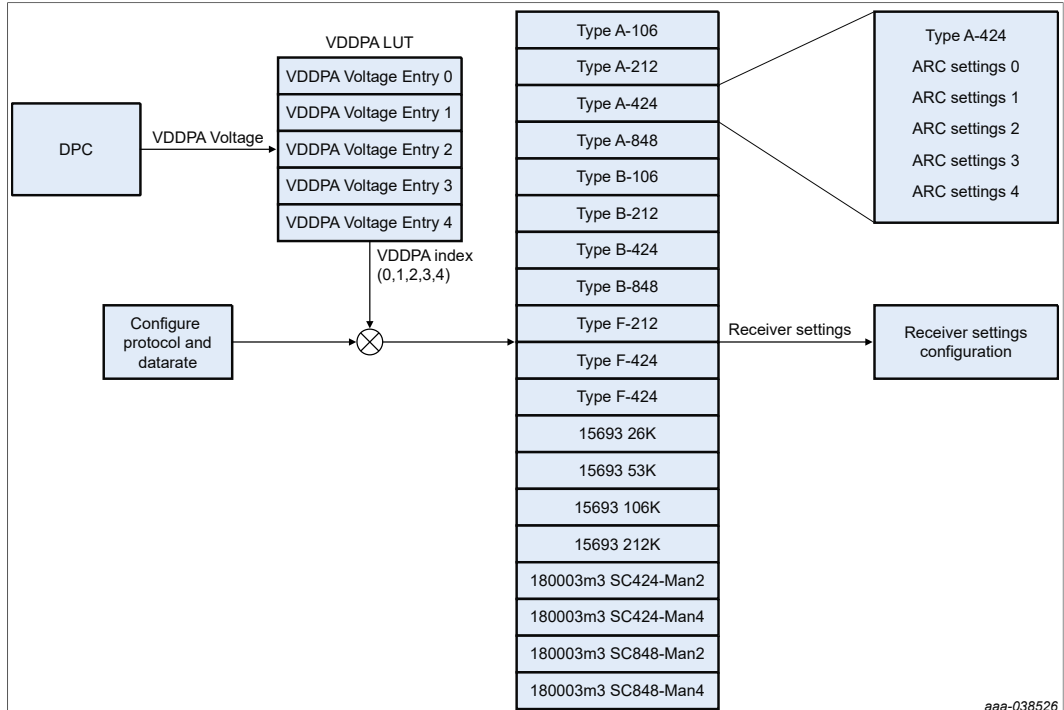 DPC
VDDPA Voltage
VDDPA LUT
VDDPA Voltage Entry 0
VDDPA Voltage Entry 1
VDDPA Voltage Entry 2
VDDPA Voltage Entry 3
VDDPA Voltage Entry 4
VDDPA index
(0,1,2,3,4)
Configure
protocol and
datarate
Type A-106
Type A-212
Type A-424
Type A-848
Type B-106
Type B-212
Type B-424
Type B-848
Type F-212
Type F-424
Type F-424
15693 26K
15693 53K
15693 106K
15693 212K
180003m3 SC424-Man2
180003m3 SC424-Man4
180003m3 SC848-Man2
180003m3 SC848-Man4
Type A-424
ARC settings 0
ARC settings 1
ARC settings 2
ARC settings 3
ARC settings 4
Receiver settings
Receiver settings
configuration
aaa-038526